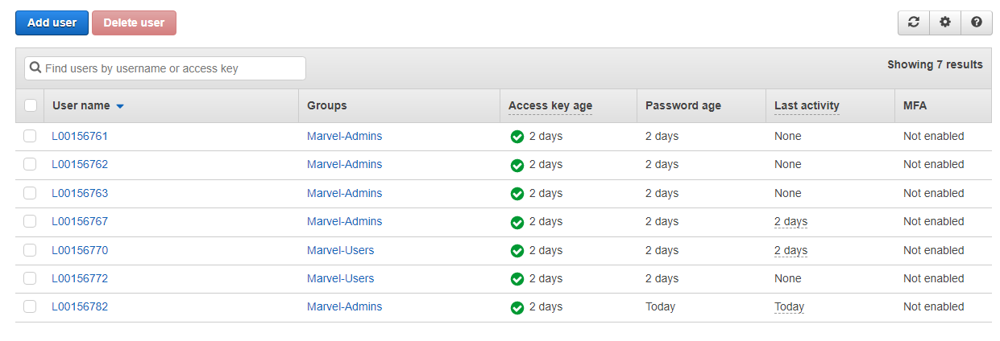 Add user Delete user
Find users by username or access key Showing 7 results
User name Groups Access key age Password age Last activity MFA
L00156761 Marvel-Admins 2 days 2 days None Not enabled
L00156762 Marvel-Admins 2 days 2 days None Not enabled
L00156763 Marvel-Admins 2 days 2 days None Not enabled
L00156767 Marvel-Admins 2 days 2 days 2 days Not enabled
L00156770 Marvel-Users 2 days 2 days 2 days Not enabled
L00156772 Marvel-Users 2 days 2 days None Not enabled
L00156782 Marvel-Admins 2 days Today Today Not enabled